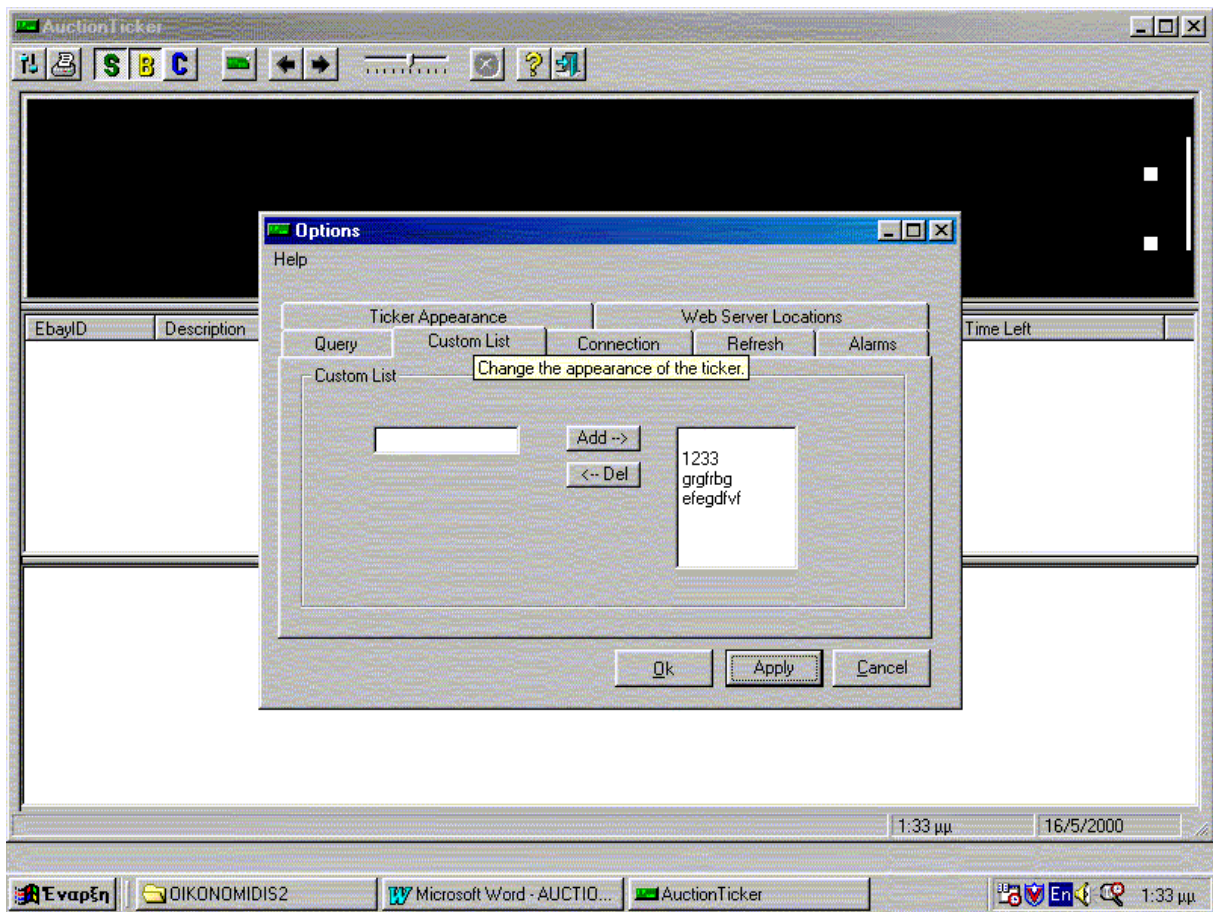 AuctionTicker
S B C
Options
Help
Ticker Appearance Web Server Locations
EbayID Description Time Left
Query Custom List Connection Refresh Alarms
Change the appearance of the ticker.
Custom List
Add -->
<-- Del
1233
grgfrbg
efegdfvf
Ok Apply Cancel
1:33 μμ 16/5/2000
Έναρξη OIKONOMIDIS2 Microsoft Word - AUCTIO... AuctionTicker En 1:33 μμ